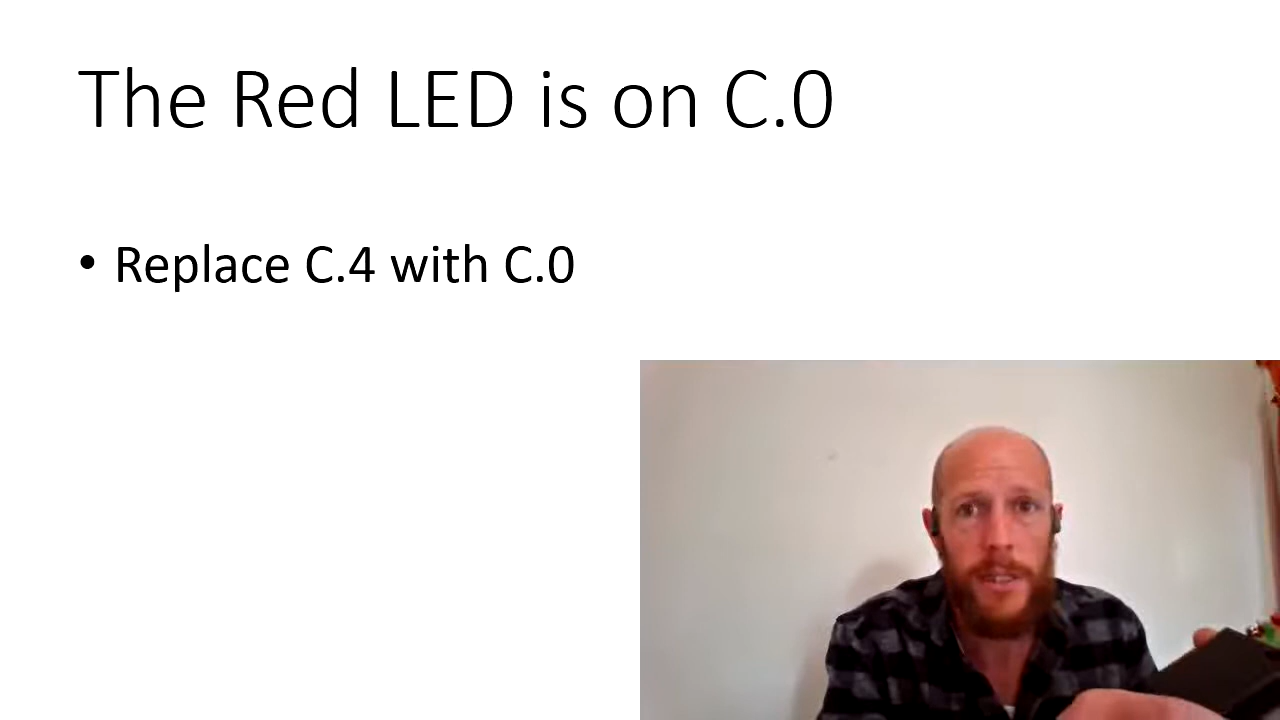 The Red LED is on C.0
• Replace C.4 with C.0